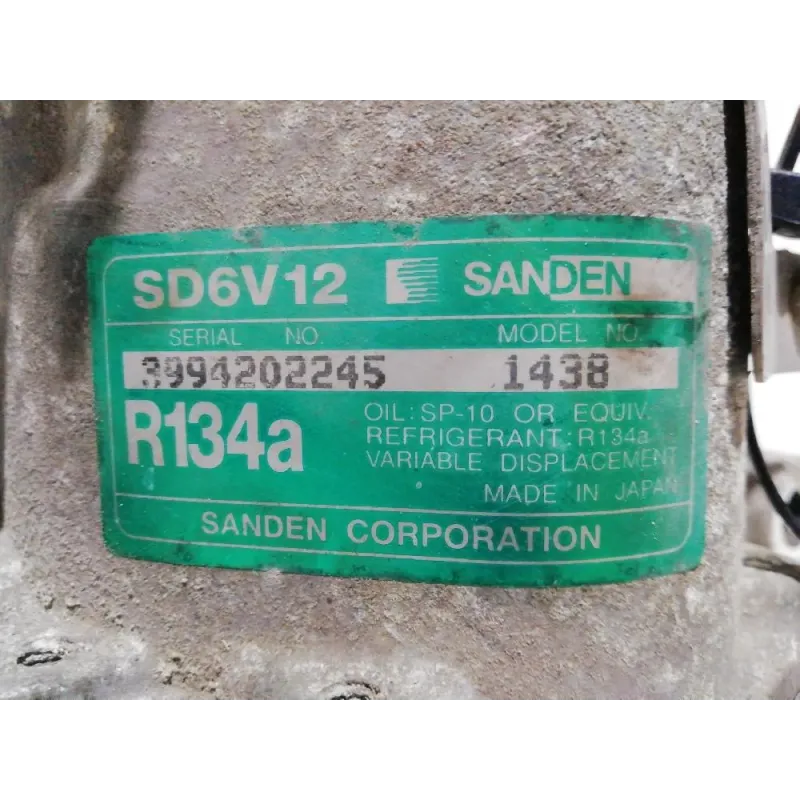 SD6V12 SANDEN
SERIAL NO. MODEL NO.
3994202245 1438
R134a
OIL: SP-10 OR EQUIV.
REFRIGERANT: R134a
VARIABLE DISPLACEMENT
MADE IN JAPAN
SANDEN CORPORATION